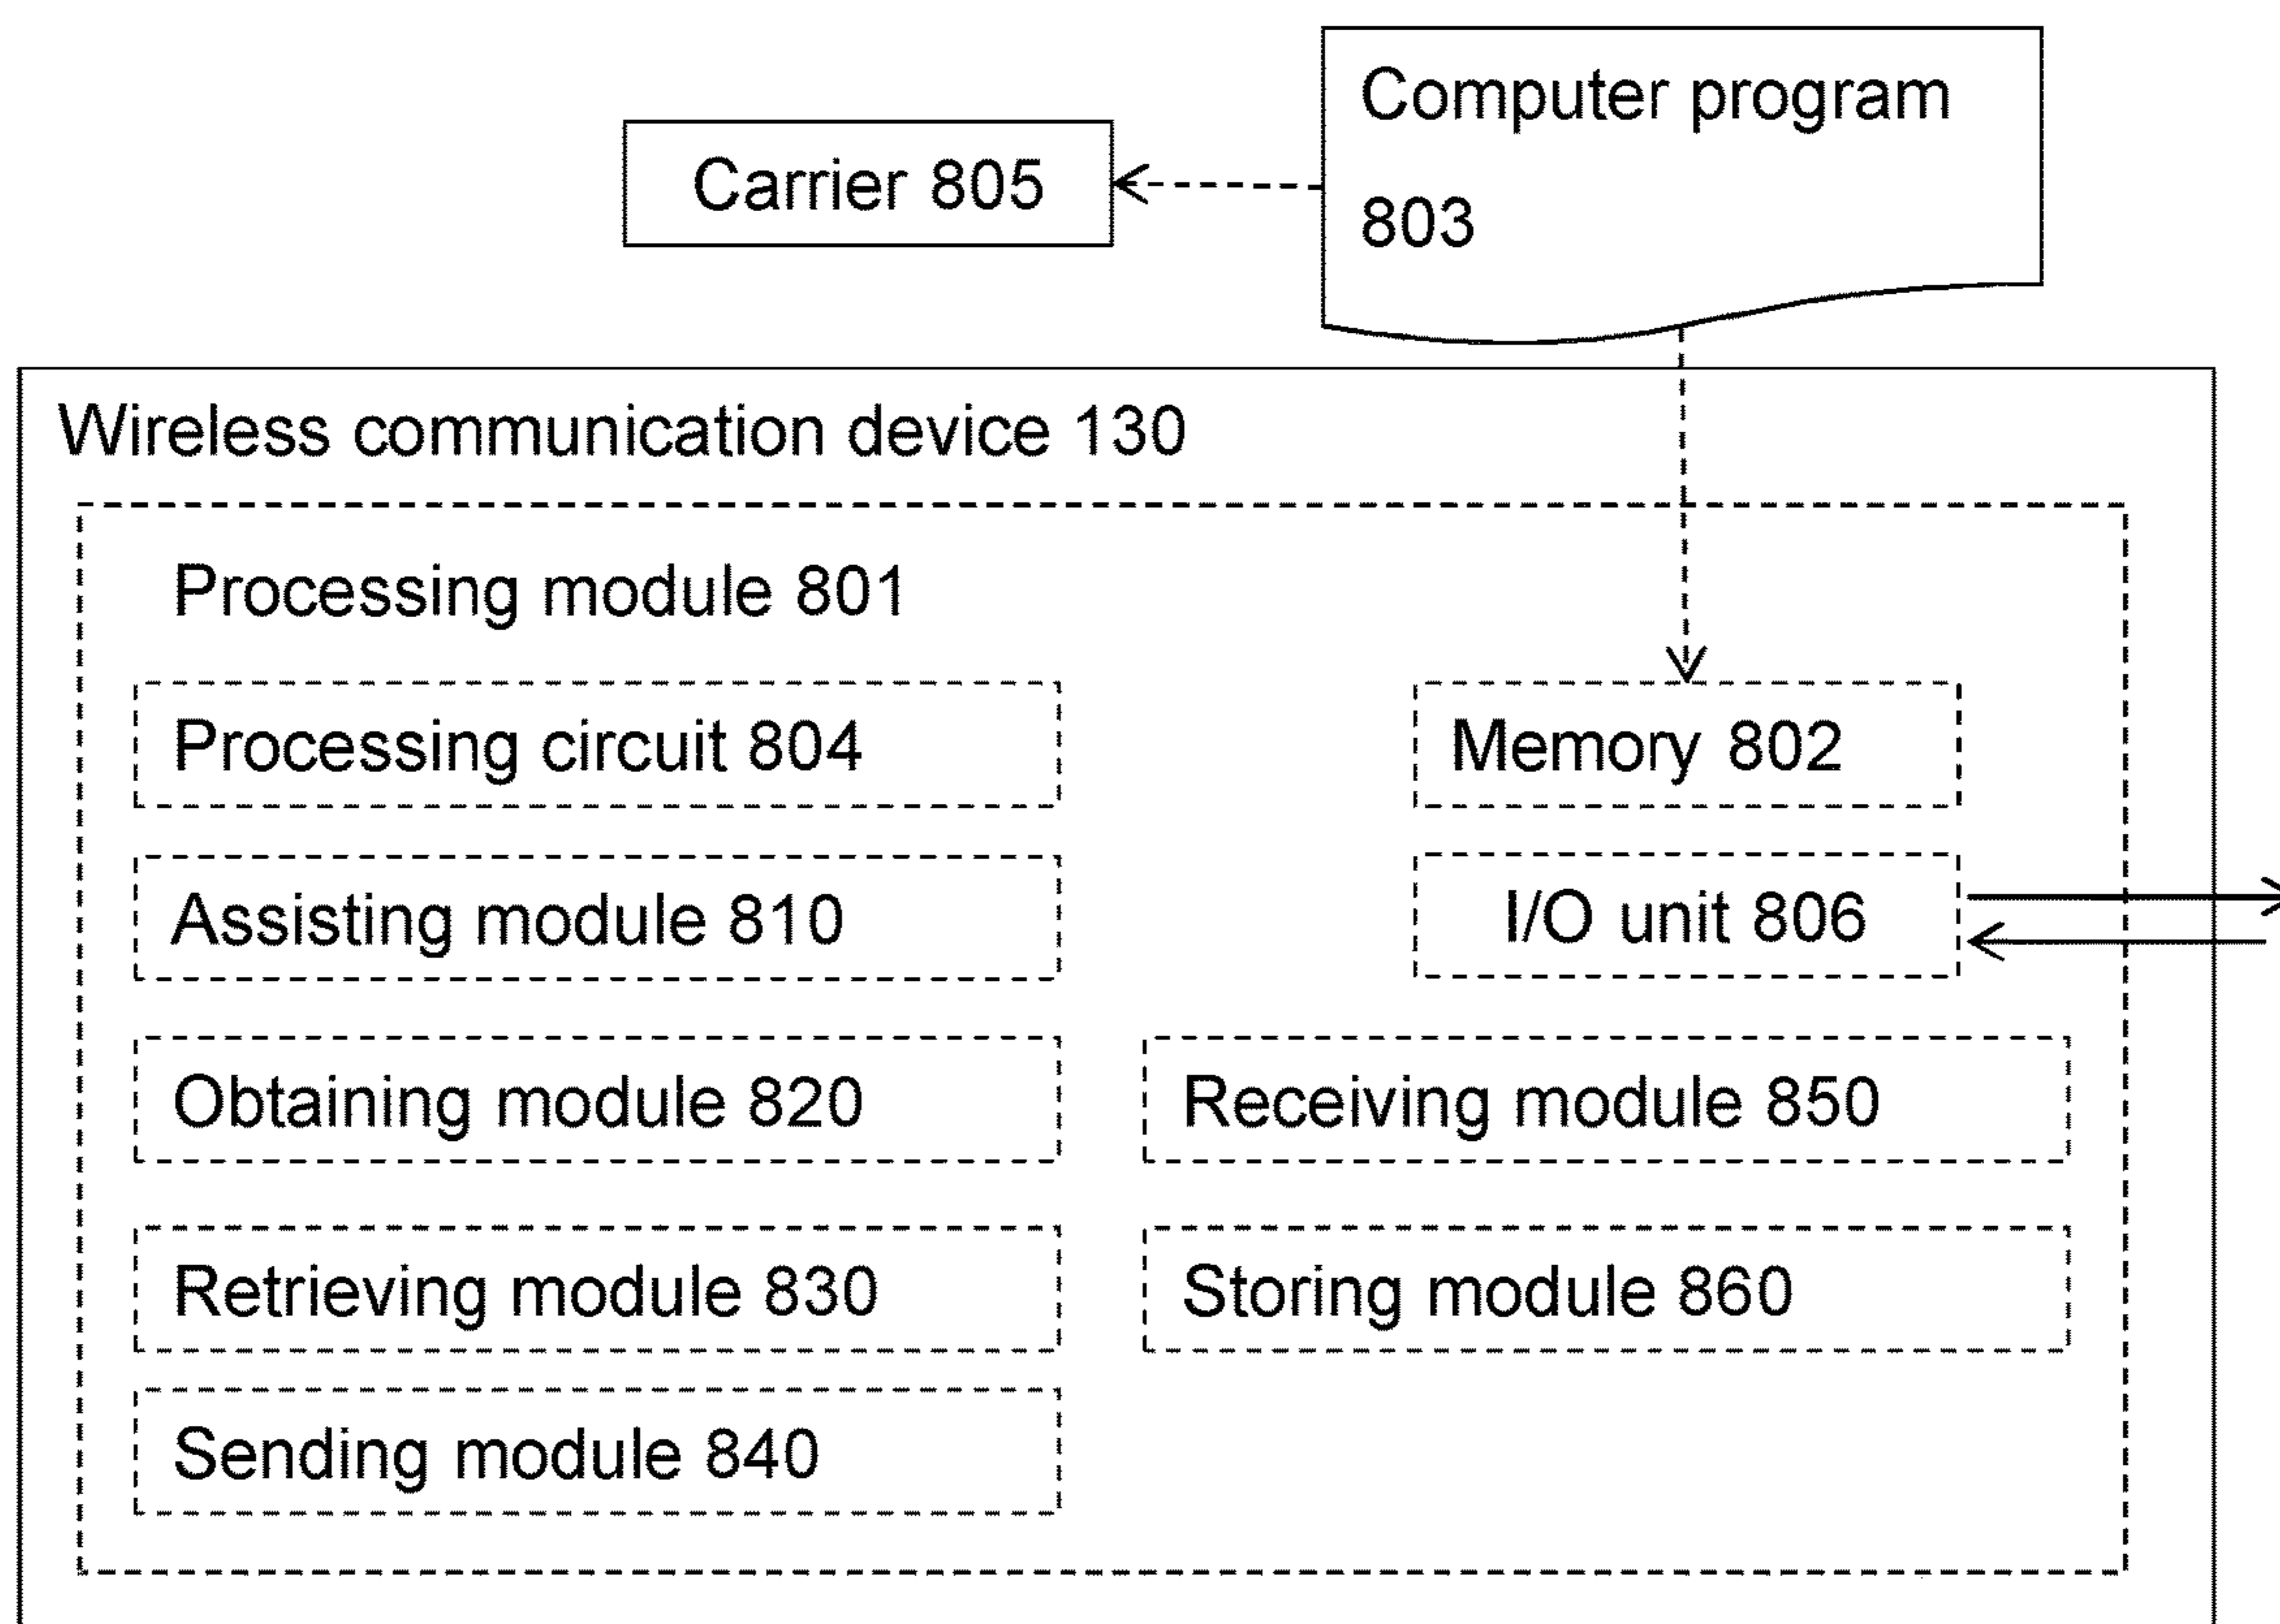 Computer program
803
Carrier 805
Wireless communication device 130
Processing module 801
Processing circuit 804
Memory 802
Assisting module 810
I/O unit 806
Obtaining module 820
Receiving module 850
Retrieving module 830
Storing module 860
Sending module 840